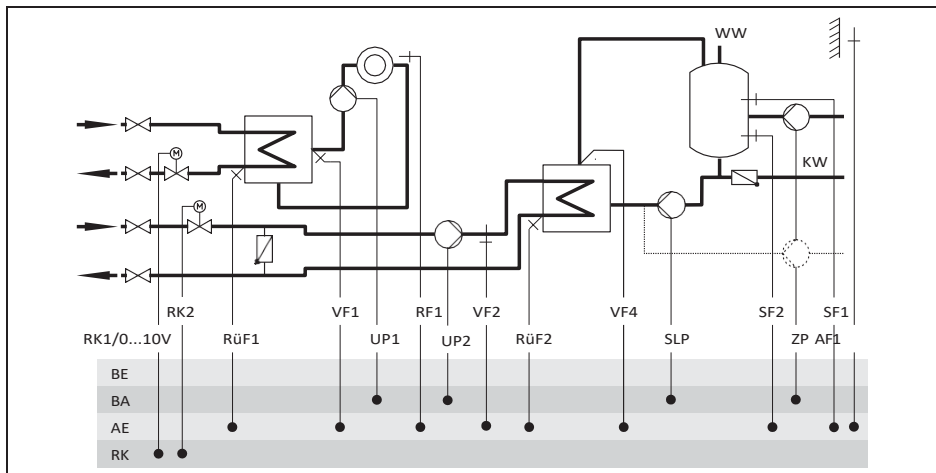 WW
M
KW
M
RK2 VF1 RF1 VF2 VF4 SF2 SF1
RK1/0...10V RüF1 UP1 UP2 RüF2 SLP ZP AF1
BE
BA
AE
RK